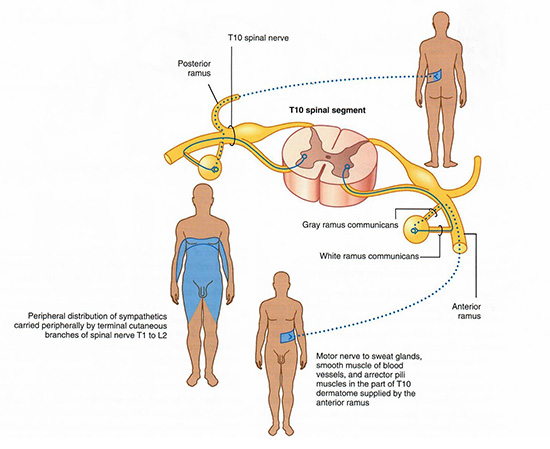 T10 spinal nerve
Posterior
ramus
T10 spinal segment
Gray ramus communicans
White ramus communicans
Anterior
ramus
Peripheral distribution of sympathetics
carried peripherally by terminal cutaneous
branches of spinal nerve T1 to L2
Motor nerve to sweat glands,
smooth muscle of blood
vessels, and arrector pili
muscles in the part of T10
dermatome supplied by the
anterior ramus